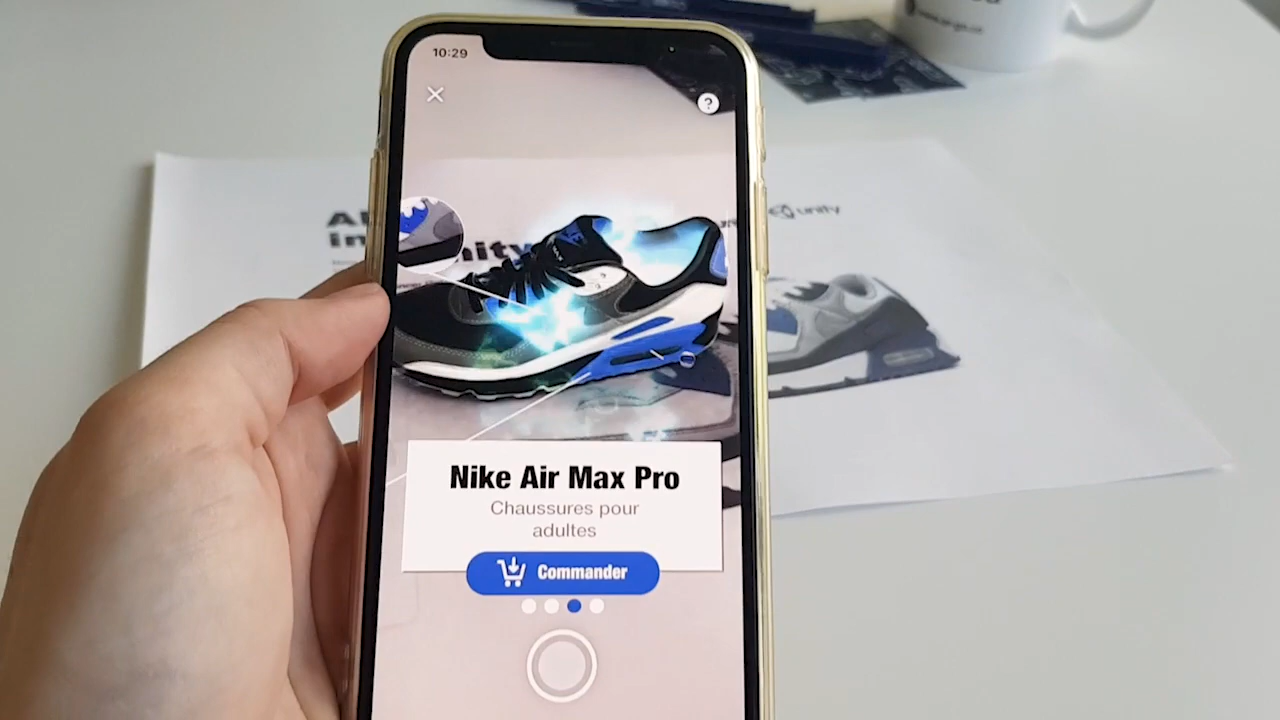 10:29
?
unity
Nike Air Max Pro
Chaussures pour
adultes
Commander